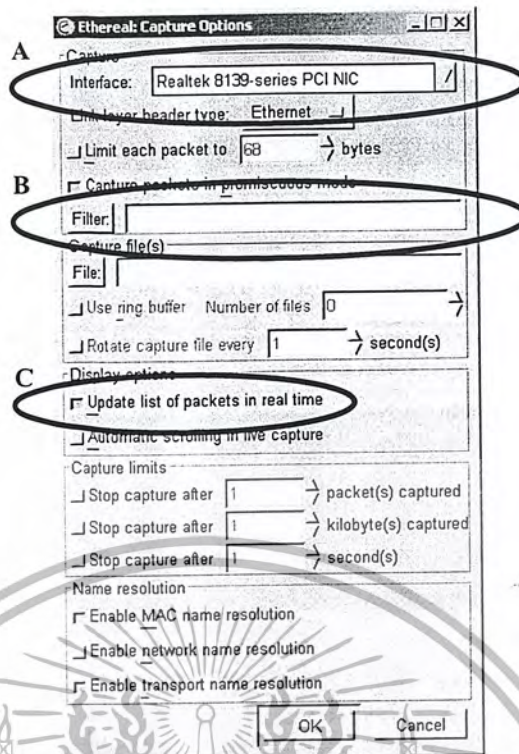 Ethereal: Capture Options
A
Capture
Interface: Realtek 8139-series PCI NIC
Link-layer header type: Ethernet
Limit each packet to 68 bytes
Capture packets in promiscuous mode
B
Filter:
Capture file(s)
File:
Use ring buffer Number of files 0
Rotate capture file every 1 second(s)
C
Display options
Update list of packets in real time
Automatic scrolling in live capture
Capture limits
Stop capture after 1 packet(s) captured
Stop capture after 1 kilobyte(s) captured
Stop capture after 1 second(s)
Name resolution
Enable MAC name resolution
Enable network name resolution
Enable transport name resolution
OK Cancel